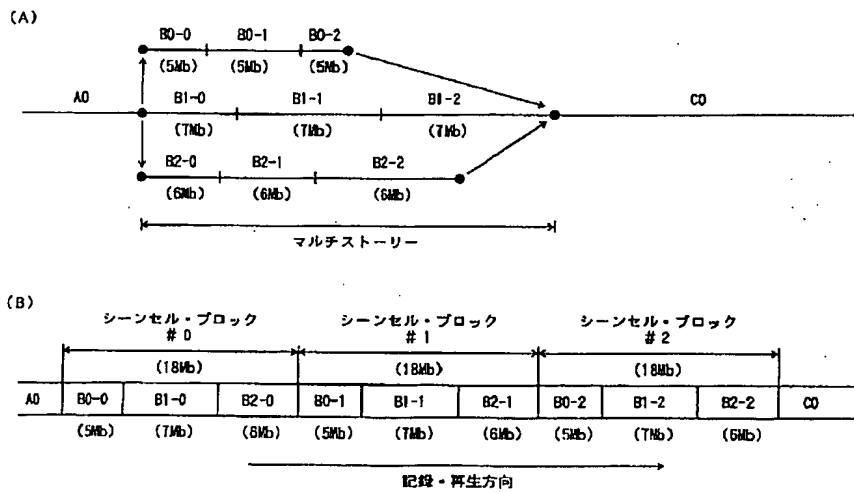 (A)
B0-0 B0-1 B0-2
(5Mb) (5Mb) (5Mb)
A0 B1-0 B1-1 B1-2 C0
(7Mb) (7Mb) (7Mb)
B2-0 B2-1 B2-2
(6Mb) (6Mb) (6Mb)
マルチストーリー
(B)
シーンセル・ブロック シーンセル・ブロック シーンセル・ブロック
#0 #1 #2
(18Mb) (18Mb) (18Mb)
A0 B0-0 B1-0 B2-0 B0-1 B1-1 B2-1 B0-2 B1-2 B2-2 C0
(5Mb) (7Mb) (6Mb) (5Mb) (7Mb) (6Mb) (5Mb) (7Mb) (6Mb)
記録・再生方向